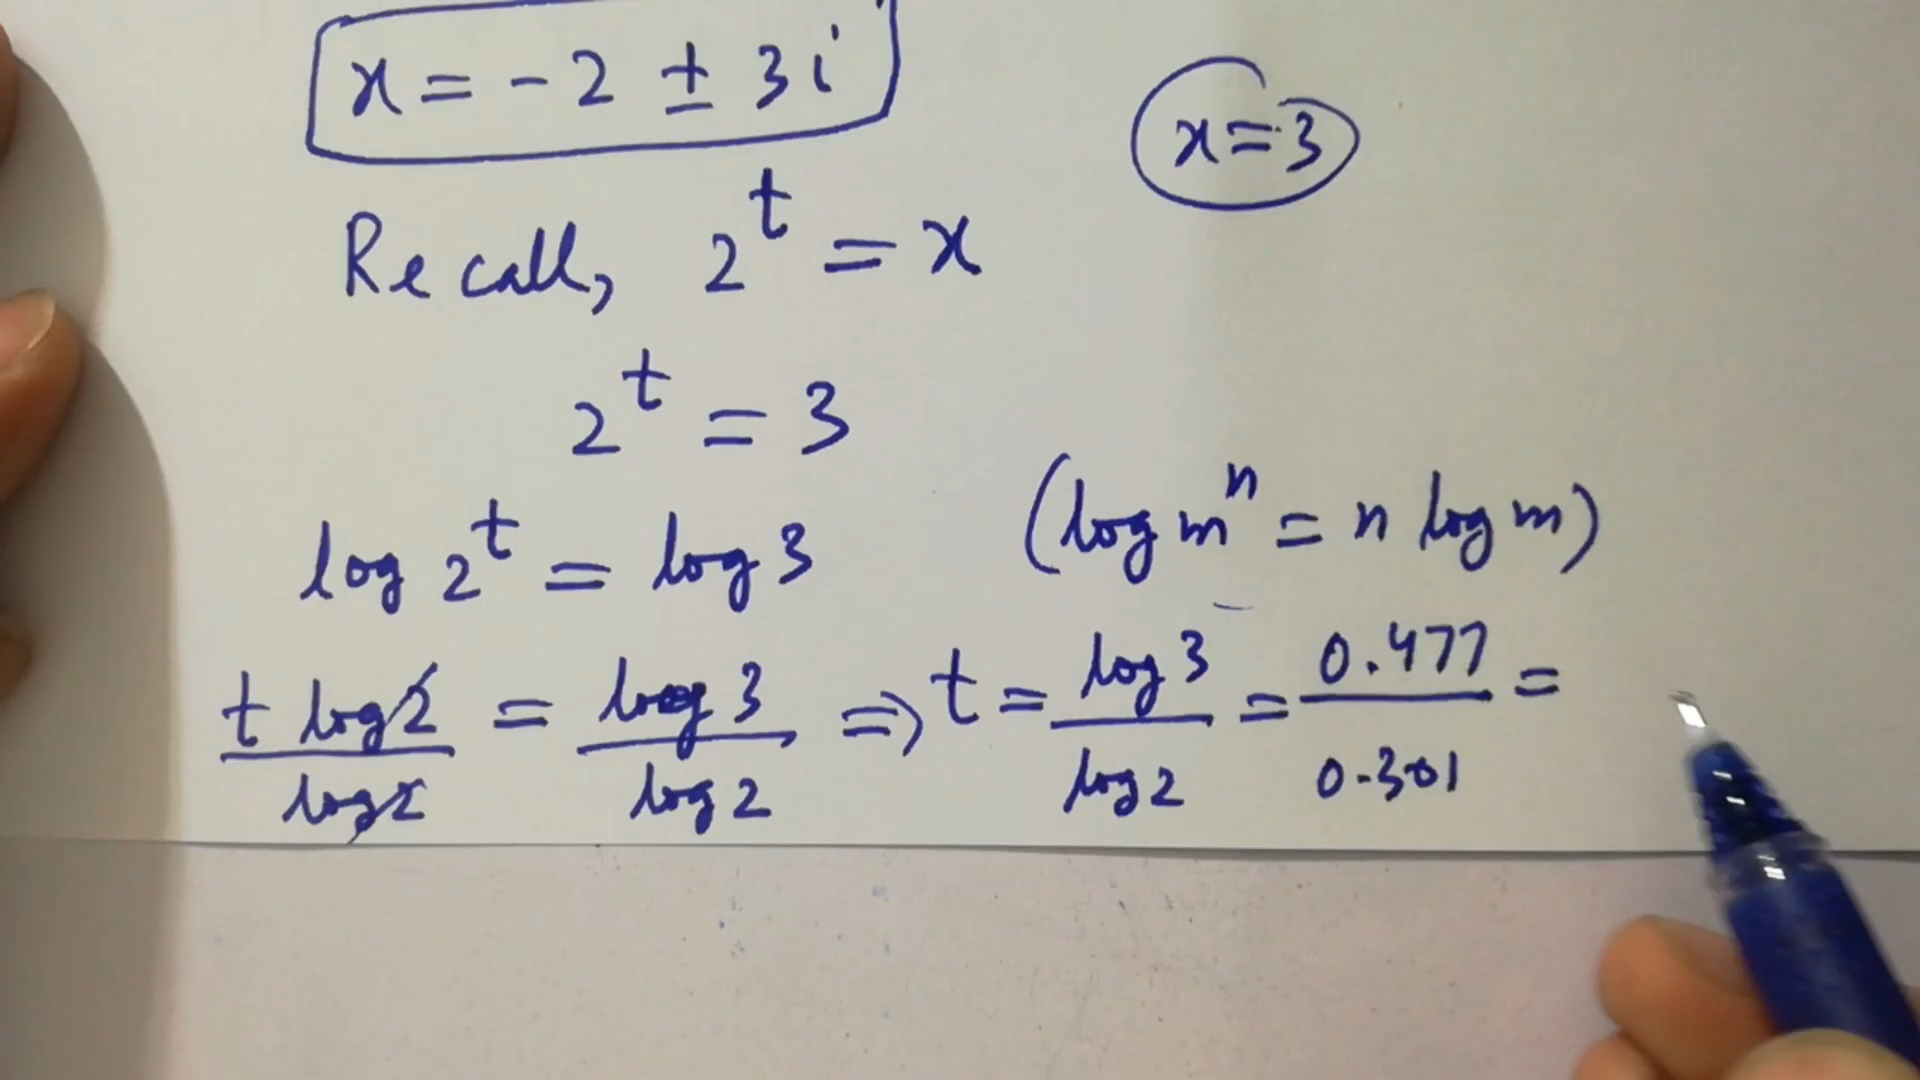 x = -2 ± 3i
x = 3
Recall, 2^t = x
2^t = 3
log 2^t = log 3
(log m^n = n log m)
t log 2 / log 2 = log 3 / log 2 => t = log 3 / log 2 = 0.477 / 0.301 =